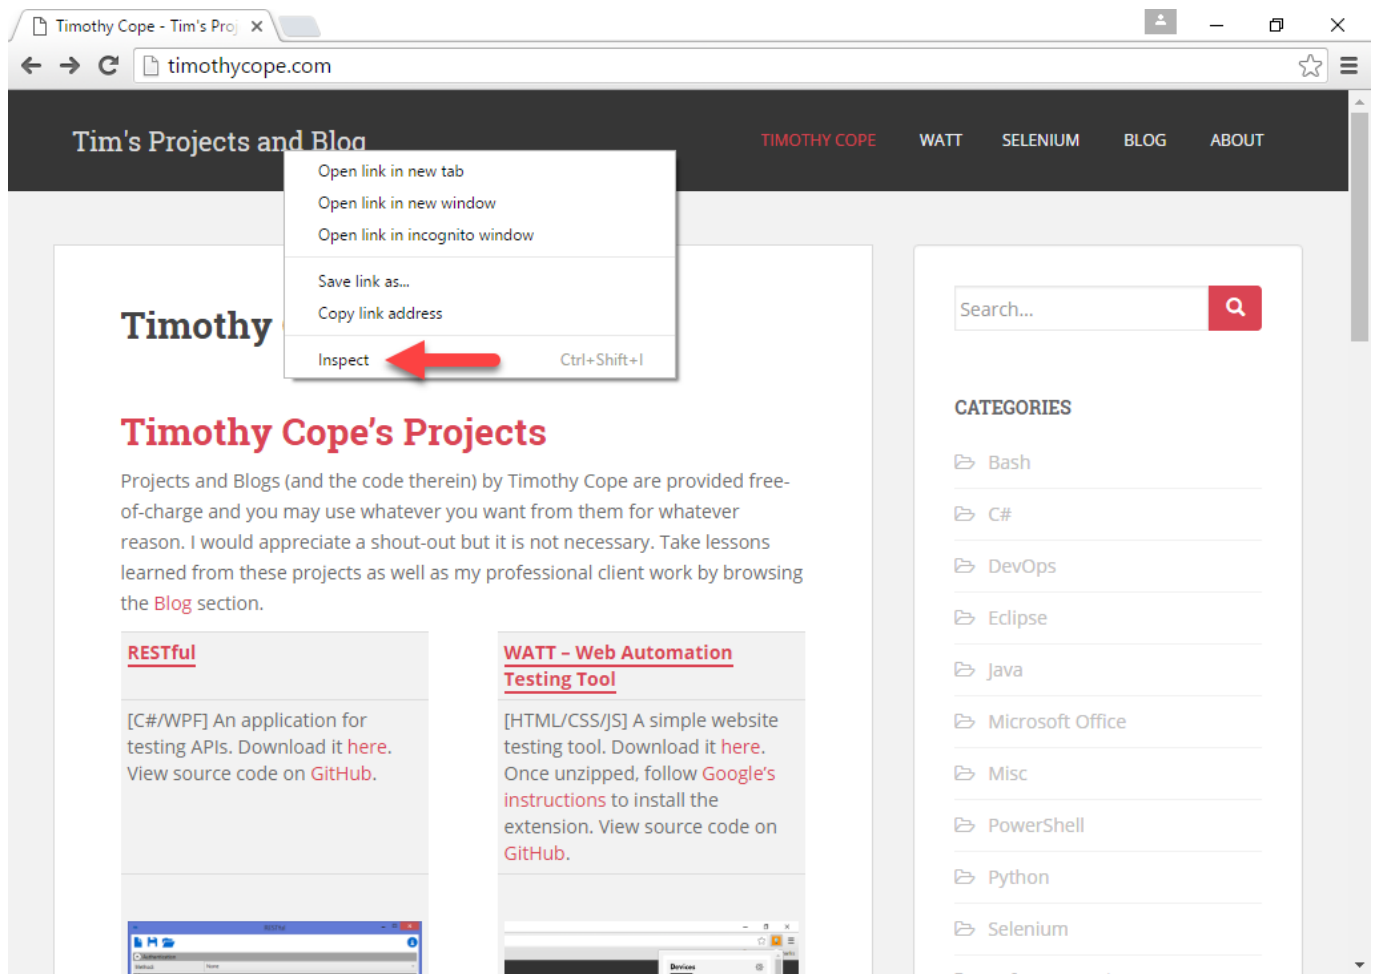 Timothy Cope - Tim's Proj
timothycope.com
Tim's Projects and Blog
TIMOTHY COPE
WATT
SELENIUM
BLOG
ABOUT
Open link in new tab
Open link in new window
Open link in incognito window
Save link as...
Copy link address
Inspect
Ctrl+Shift+I
Timothy
Timothy Cope’s Projects
Projects and Blogs (and the code therein) by Timothy Cope are provided free-
of-charge and you may use whatever you want from them for whatever
reason. I would appreciate a shout-out but it is not necessary. Take lessons
learned from these projects as well as my professional client work by browsing
the Blog section.
RESTful
[C#/WPF] An application for
testing APIs. Download it here.
View source code on GitHub.
WATT – Web Automation
Testing Tool
[HTML/CSS/JS] A simple website
testing tool. Download it here.
Once unzipped, follow Google’s
instructions to install the
extension. View source code on
GitHub.
RESTful
Authentication
Method:
None
Devices
Search...
CATEGORIES
Bash
C#
DevOps
Eclipse
Java
Microsoft Office
Misc
PowerShell
Python
Selenium